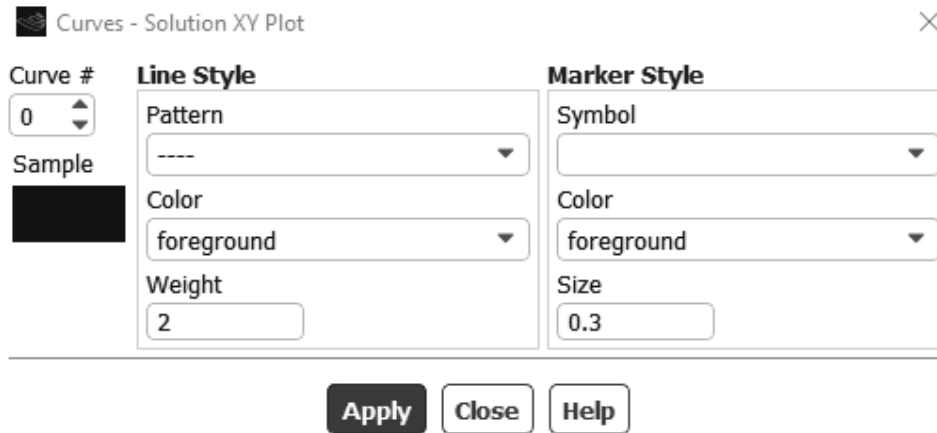 Curves - Solution XY Plot
Curve # Line Style Marker Style
0 Pattern Symbol
----
Sample
Color Color
foreground foreground
Weight Size
2 0.3
Apply Close Help